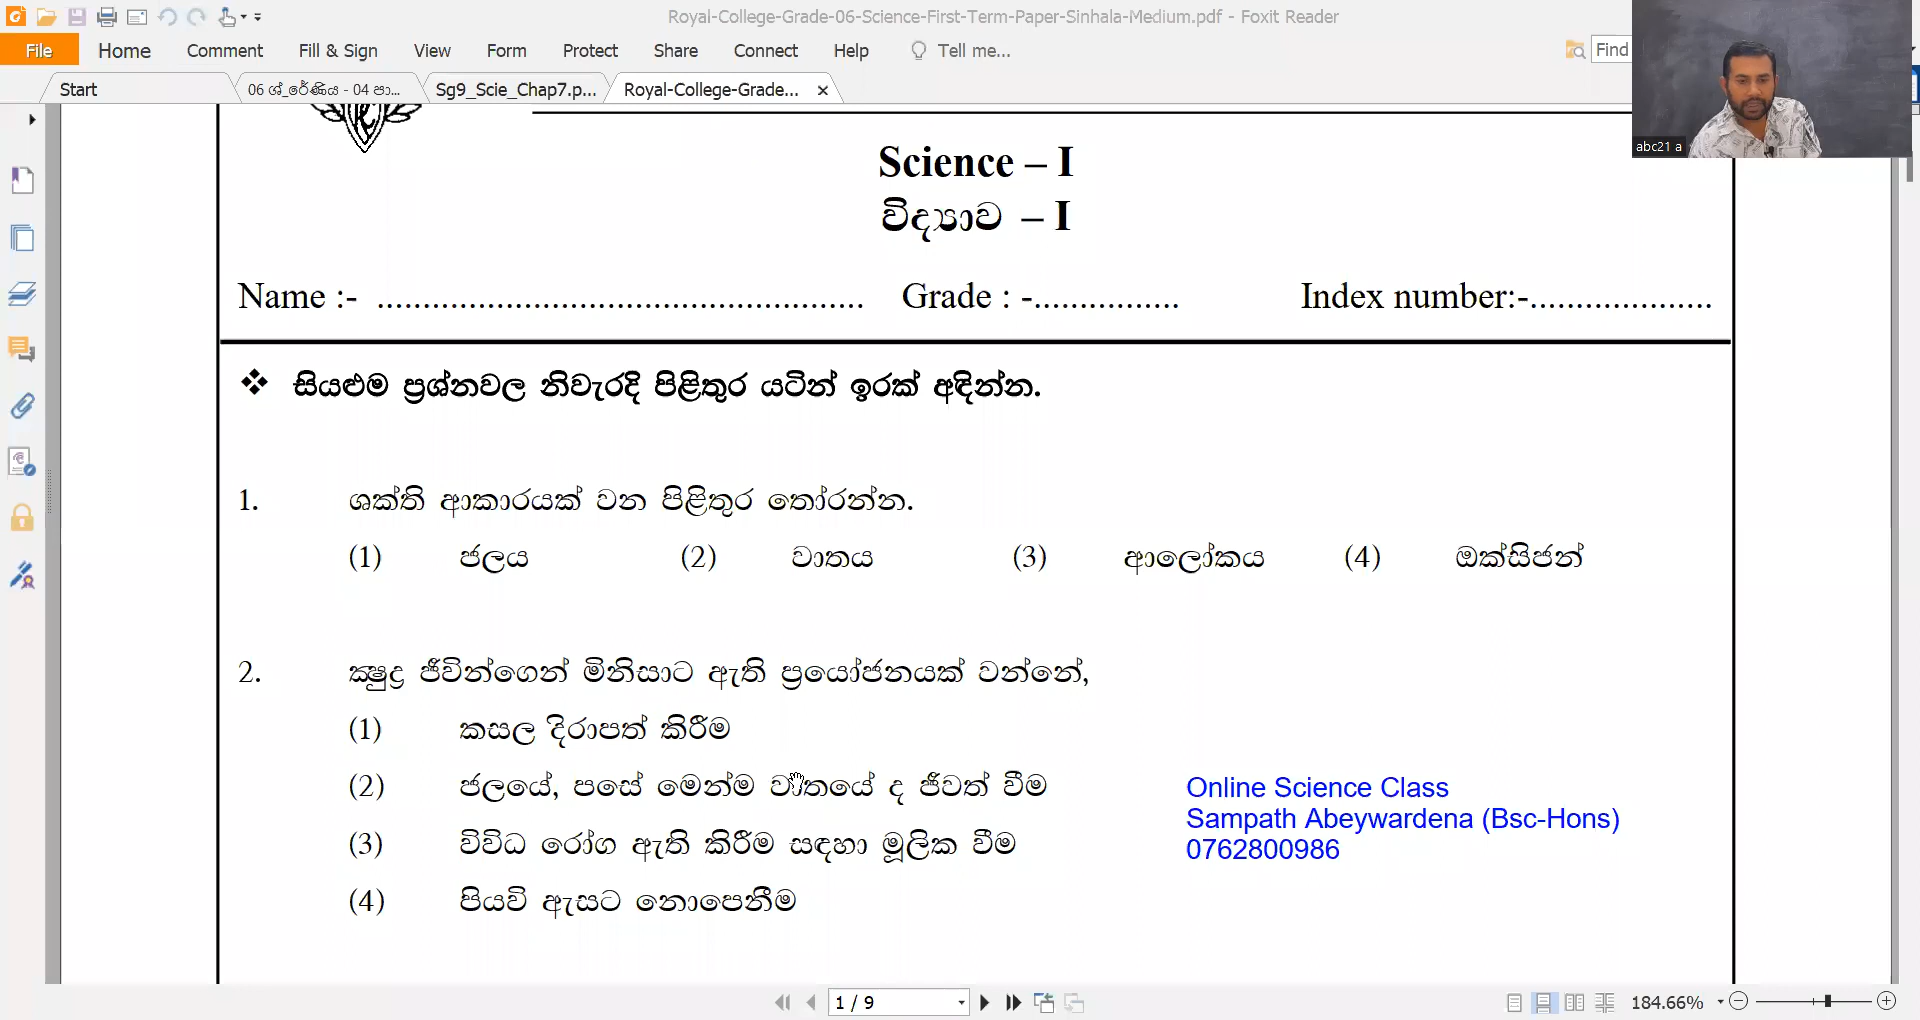 Royal-College-Grade-06-Science-First-Term-Paper-Sinhala-Medium.pdf - Foxit Reader
File Home Comment Fill & Sign View Form Protect Share Connect Help Tell me... Find
Start 06 ශ්_රේණිය - 04 පා... Sg9_Scie_Chap7.p... Royal-College-Grade...
abc21 a
Science – I
විද්‍යාව – I
Name :- ..................................................... Grade : -................ Index number:-....................
❖ සියළුම ප්‍රශ්නවල නිවැරදි පිළිතුර යටින් ඉරක් අඳින්න.
1. ශක්ති ආකාරයක් වන පිළිතුර තෝරන්න.
(1) ජලය (2) වාතය (3) ආලෝකය (4) ඔක්සිජන්
2. ක්‍ෂුද්‍ර ජීවින්ගෙන් මිනිසාට ඇති ප්‍රයෝජනයක් වන්නේ,
(1) කසල දිරාපත් කිරීම
(2) ජලයේ, පසේ මෙන්ම වාතයේ ද ජීවත් වීම
(3) විවිධ රෝග ඇති කිරීම සඳහා මූලික වීම
(4) පියවි ඇසට නොපෙනීම
Online Science Class
Sampath Abeywardena (Bsc-Hons)
0762800986
1 / 9
184.66%